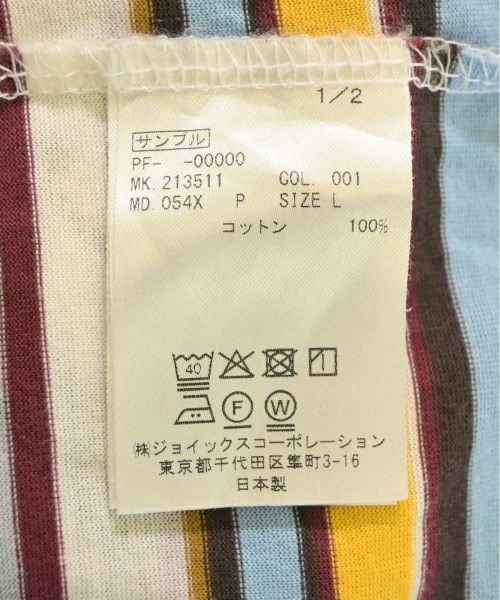 1/2
サンプル
PF- -00000
MK. 213511 COL. 001
MD. 054X P SIZE L
コットン 100%
40
F W
㈱ジョイックスコーポレーション
東京都千代田区隼町3-16
日本製